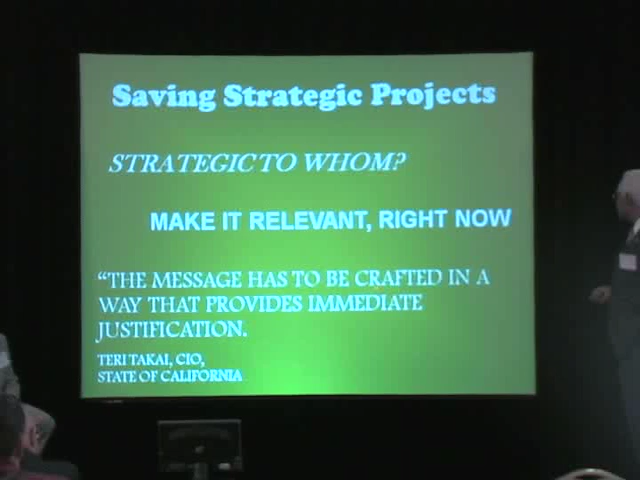 Saving Strategic Projects
STRATEGIC TO WHOM?
MAKE IT RELEVANT, RIGHT NOW
“THE MESSAGE HAS TO BE CRAFTED IN A
WAY THAT PROVIDES IMMEDIATE
JUSTIFICATION.
TERI TAKAI, CIO,
STATE OF CALIFORNIA